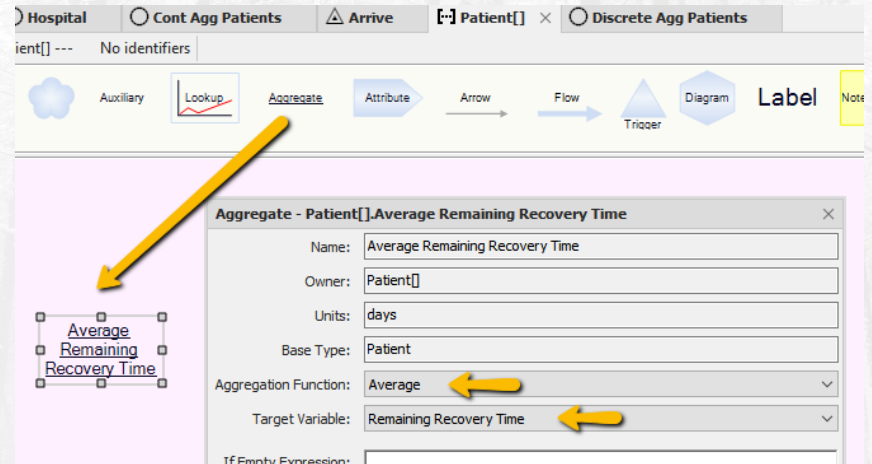 Hospital Cont Agg Patients Arrive Patient[] Discrete Agg Patients
ient[] --- No identifiers
Auxiliary Lookup Aggregate Attribute Arrow Flow Trigger Diagram Label Note
Aggregate - Patient[].Average Remaining Recovery Time
Name: Average Remaining Recovery Time
Owner: Patient[]
Units: days
Base Type: Patient
Aggregation Function: Average
Target Variable: Remaining Recovery Time
If Empty Expression:
Average
Remaining
Recovery Time